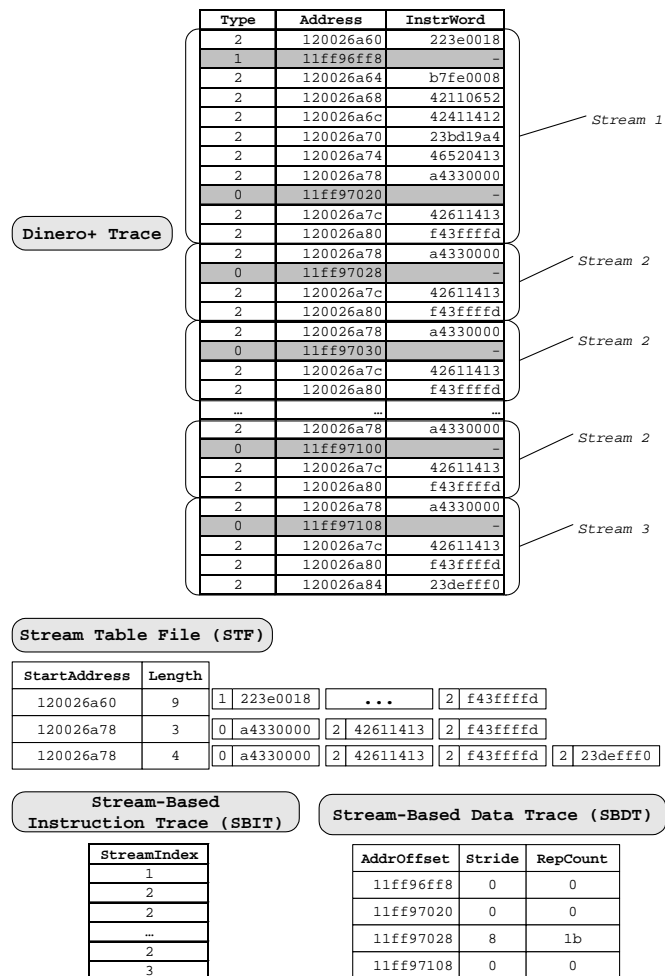 Type Address InstrWord
2 120026a60 223e0018
1 11ff96ff8 -
2 120026a64 b7fe0008
2 120026a68 42110652
2 120026a6c 42411412
Stream 1
2 120026a70 23bd19a4
2 120026a74 46520413
2 120026a78 a4330000
0 11ff97020 -
2 120026a7c 42611413
Dinero+ Trace
2 120026a80 f43ffffd
2 120026a78 a4330000
Stream 2
0 11ff97028 -
2 120026a7c 42611413
2 120026a80 f43ffffd
2 120026a78 a4330000
Stream 2
0 11ff97030 -
2 120026a7c 42611413
2 120026a80 f43ffffd
… … …
2 120026a78 a4330000
Stream 2
0 11ff97100 -
2 120026a7c 42611413
2 120026a80 f43ffffd
2 120026a78 a4330000
0 11ff97108 -
Stream 3
2 120026a7c 42611413
2 120026a80 f43ffffd
2 120026a84 23defff0
Stream Table File (STF)
StartAddress Length
120026a60 9 1 223e0018 ... 2 f43ffffd
120026a78 3 0 a4330000 2 42611413 2 f43ffffd
120026a78 4 0 a4330000 2 42611413 2 f43ffffd 2 23defff0
Stream-Based
Instruction Trace (SBIT)
StreamIndex
1
2
2
…
2
3
Stream-Based Data Trace (SBDT)
AddrOffset Stride RepCount
11ff96ff8 0 0
11ff97020 0 0
11ff97028 8 1b
11ff97108 0 0